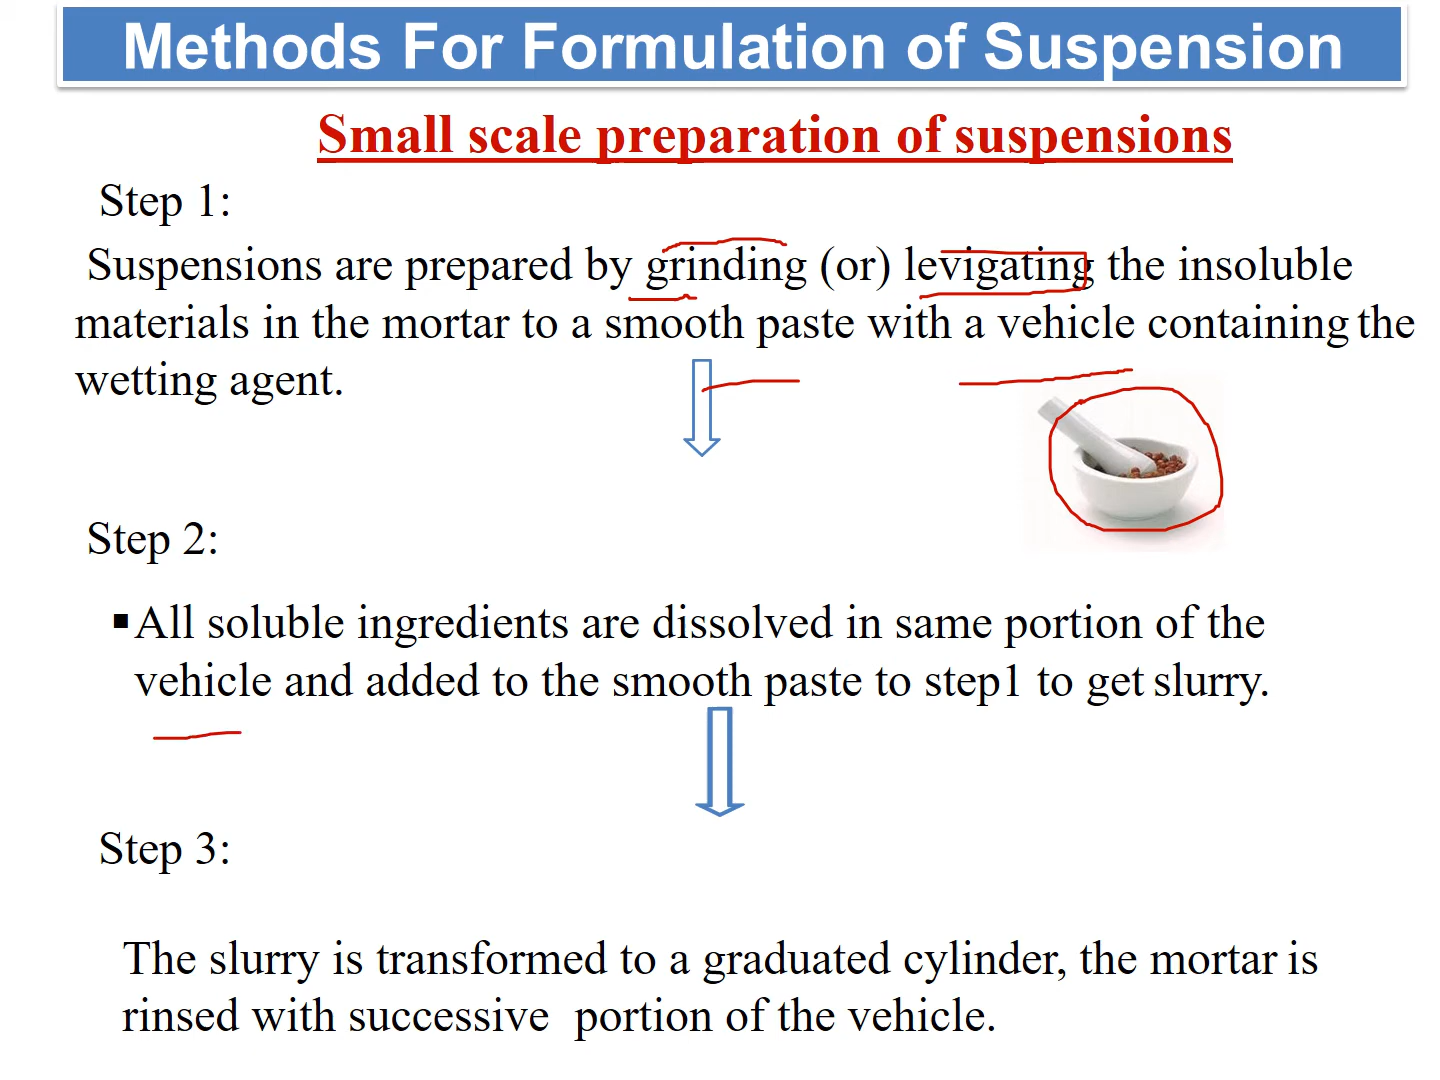 Methods For Formulation of Suspension
Small scale preparation of suspensions
Step 1:
Suspensions are prepared by grinding (or) levigating the insoluble
materials in the mortar to a smooth paste with a vehicle containing the
wetting agent.
Step 2:
▪All soluble ingredients are dissolved in same portion of the
vehicle and added to the smooth paste to step1 to get slurry.
Step 3:
The slurry is transformed to a graduated cylinder, the mortar is
rinsed with successive portion of the vehicle.